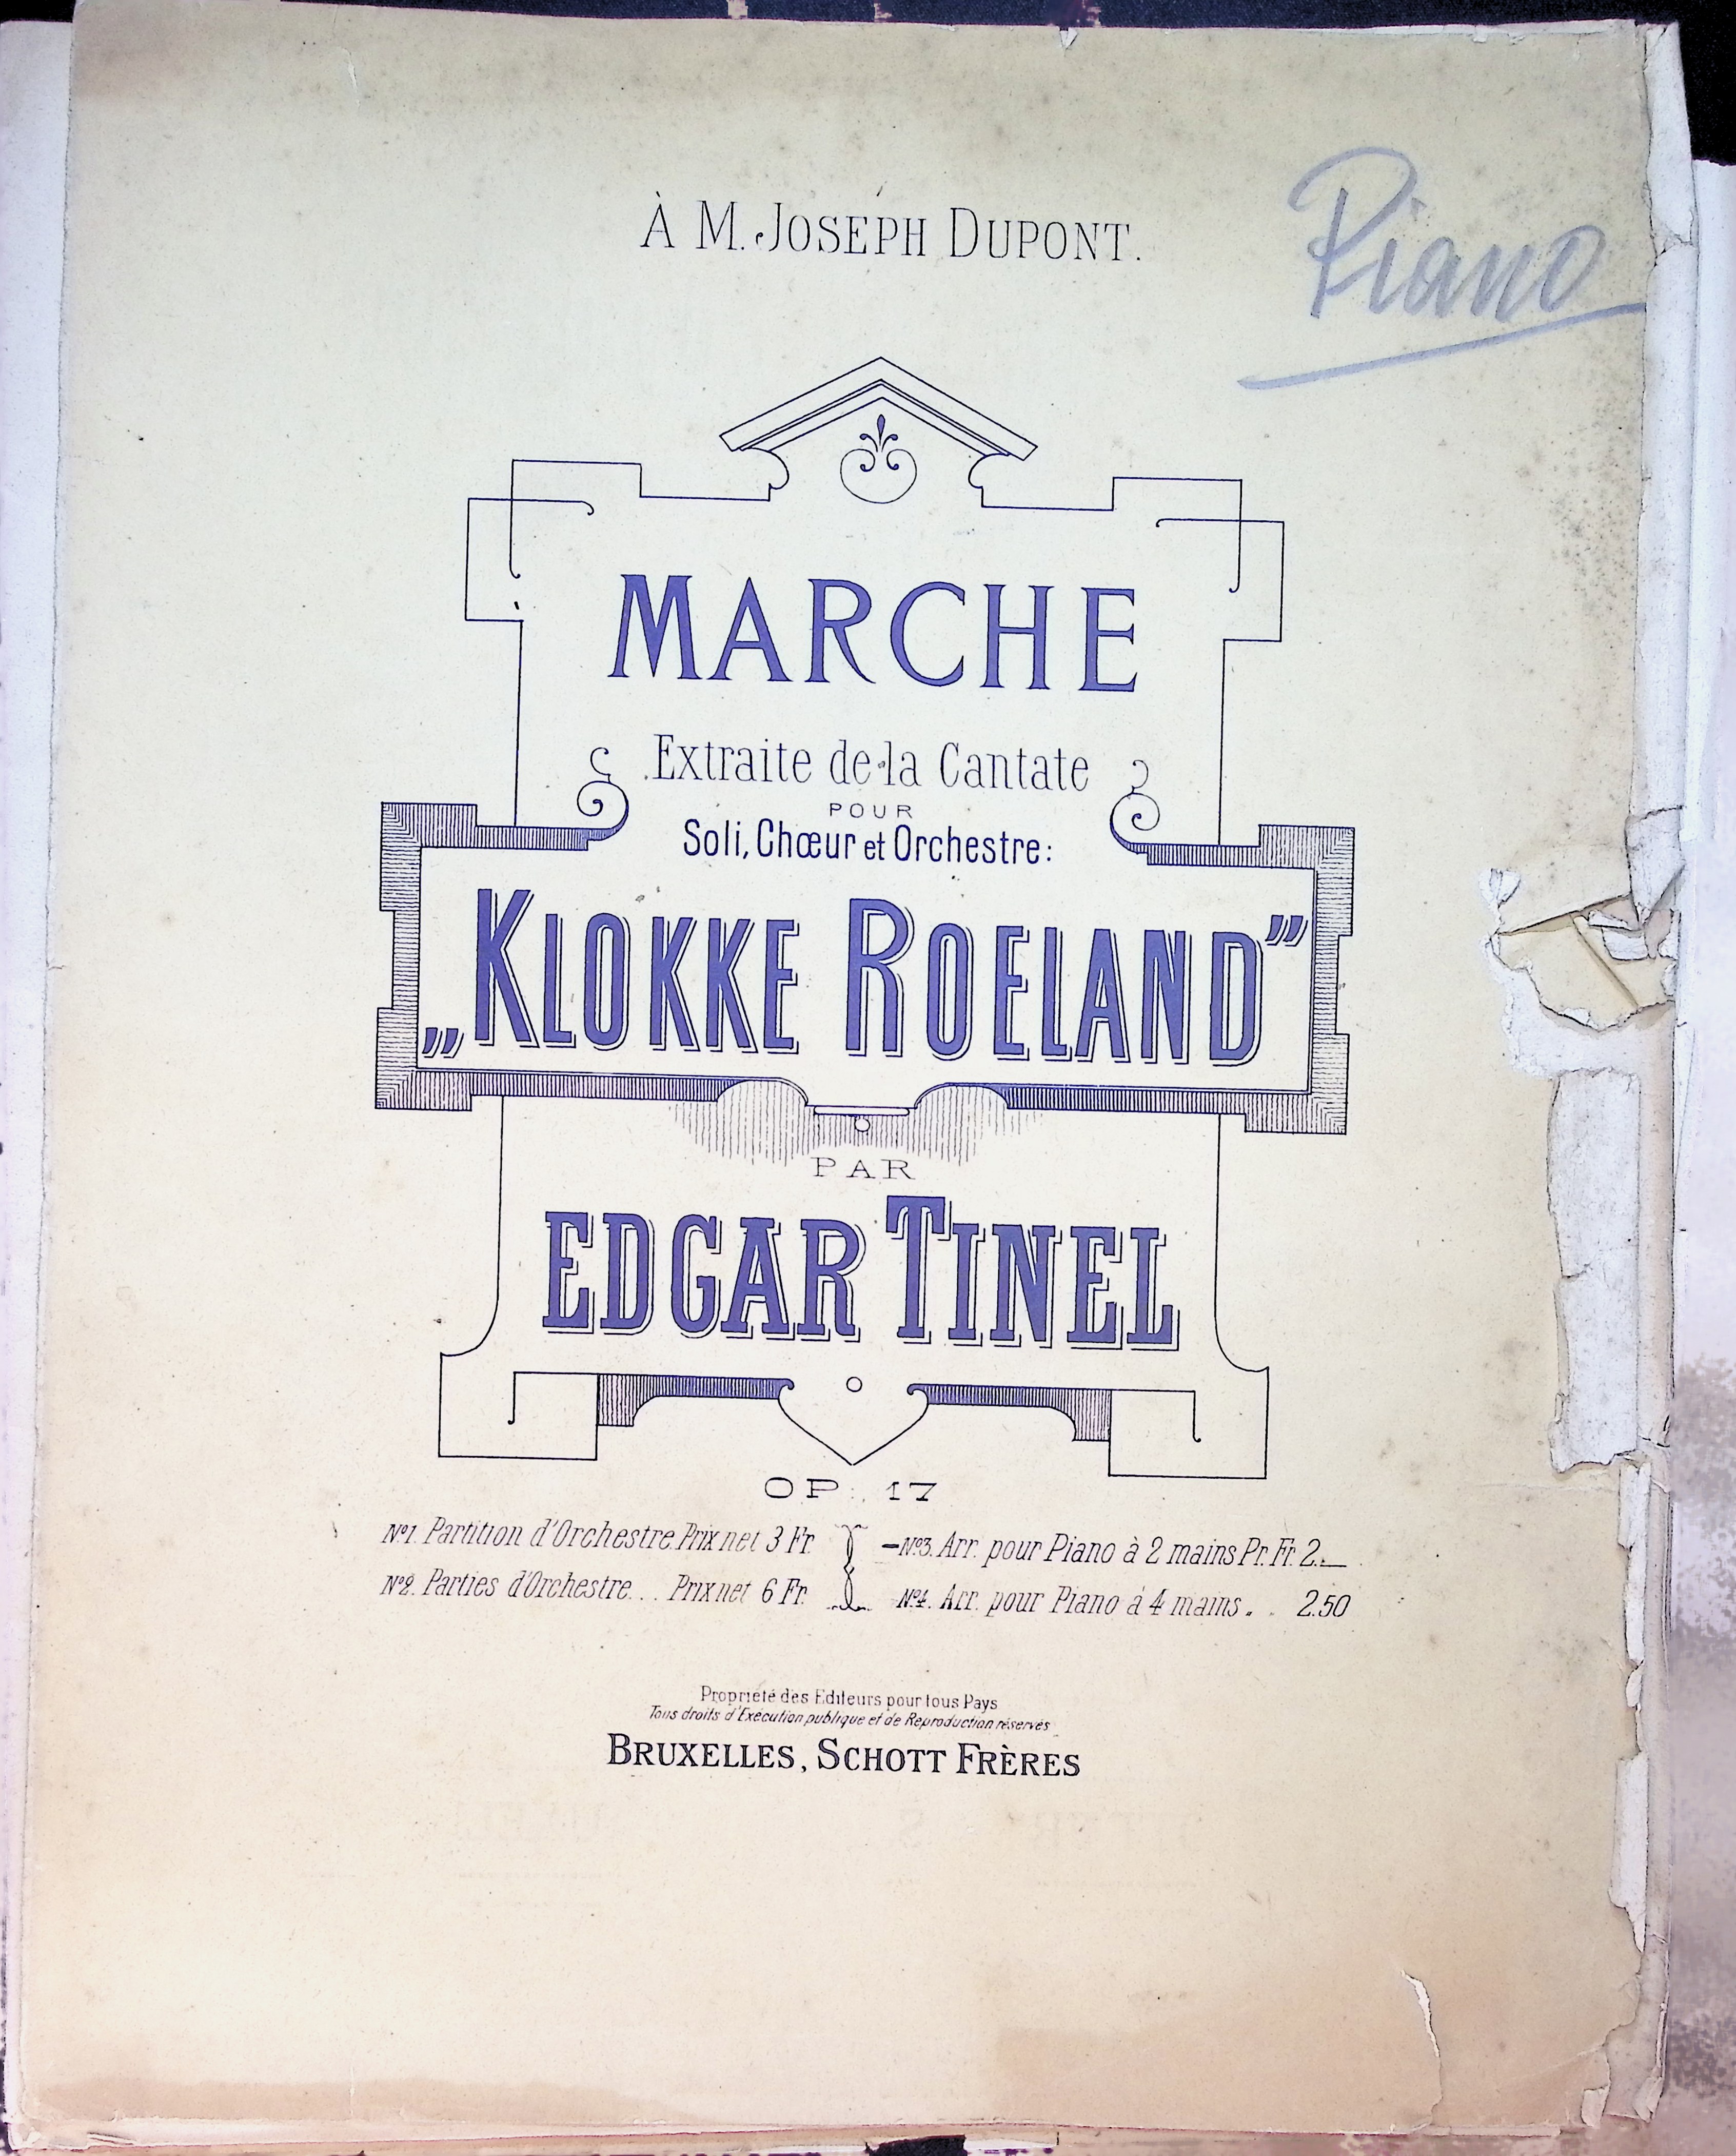 À M. JOSEPH DUPONT.
Piano
MARCHE
Extraite de la Cantate
POUR
Soli, Chœur et Orchestre:
„KLOKKE ROELAND”
PAR
EDGAR TINEL
OP. 17
Nº1. Partition d'Orchestre. Prix net 3 Fr.
Nº2. Parties d'Orchestre... Prix net 6 Fr.
Nº3. Arr. pour Piano à 2 mains Pr. Fr. 2._
Nº4. Arr. pour Piano à 4 mains. . 2.50
Propriété des Editeurs pour tous Pays
Tous droits d'Exécution publique et de Reproduction réservés
BRUXELLES, SCHOTT FRÈRES